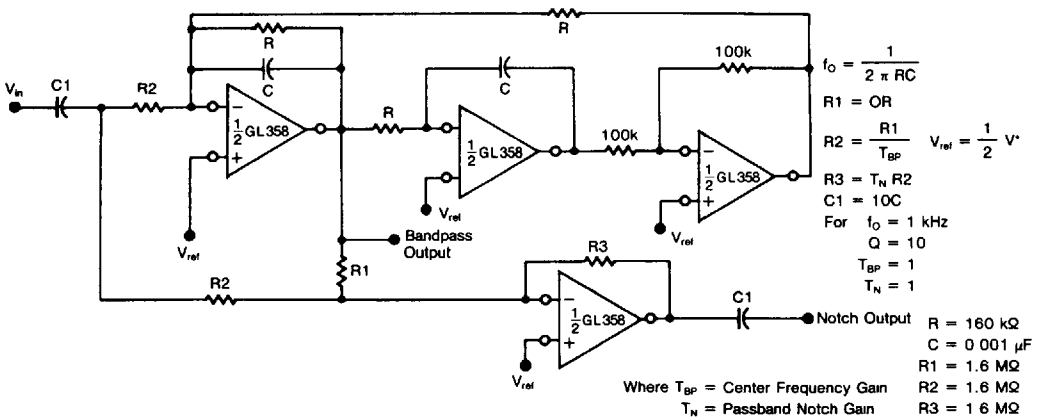 R
R
100k
C
C
C1
R2
V_in
R
100k
½ GL358
½ GL358
½ GL358
V_ref
V_ref
V_ref
Bandpass
Output
R1
R2
R3
½ GL358
V_ref
C1
Notch Output
f_O = 1 / 2 π RC
R1 = OR
R2 = R1 / T_BP V_ref = 1/2 V⁺
R3 = T_N R2
C1 = 10C
For f_O = 1 kHz
Q = 10
T_BP = 1
T_N = 1
R = 160 kΩ
C = 0 001 μF
R1 = 1.6 MΩ
Where T_BP = Center Frequency Gain R2 = 1.6 MΩ
T_N = Passband Notch Gain R3 = 1 6 MΩ